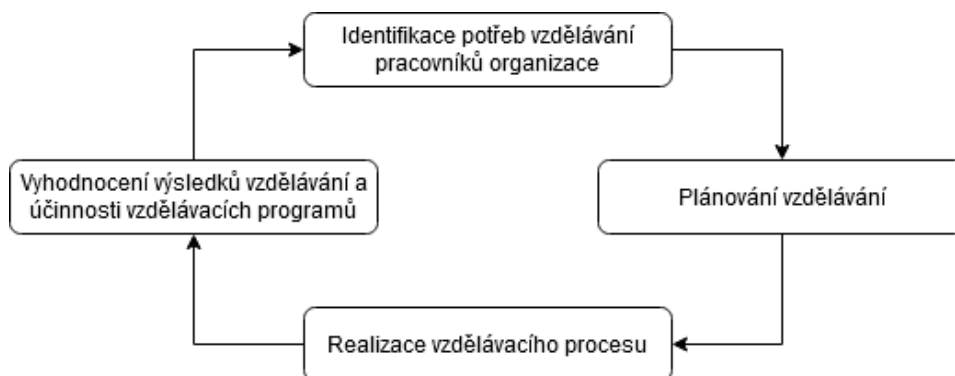 Identifikace potřeb vzdělávání
pracovníků organizace
Vyhodnocení výsledků vzdělávání a
účinnosti vzdělávacích programů
Plánování vzdělávání
Realizace vzdělávacího procesu